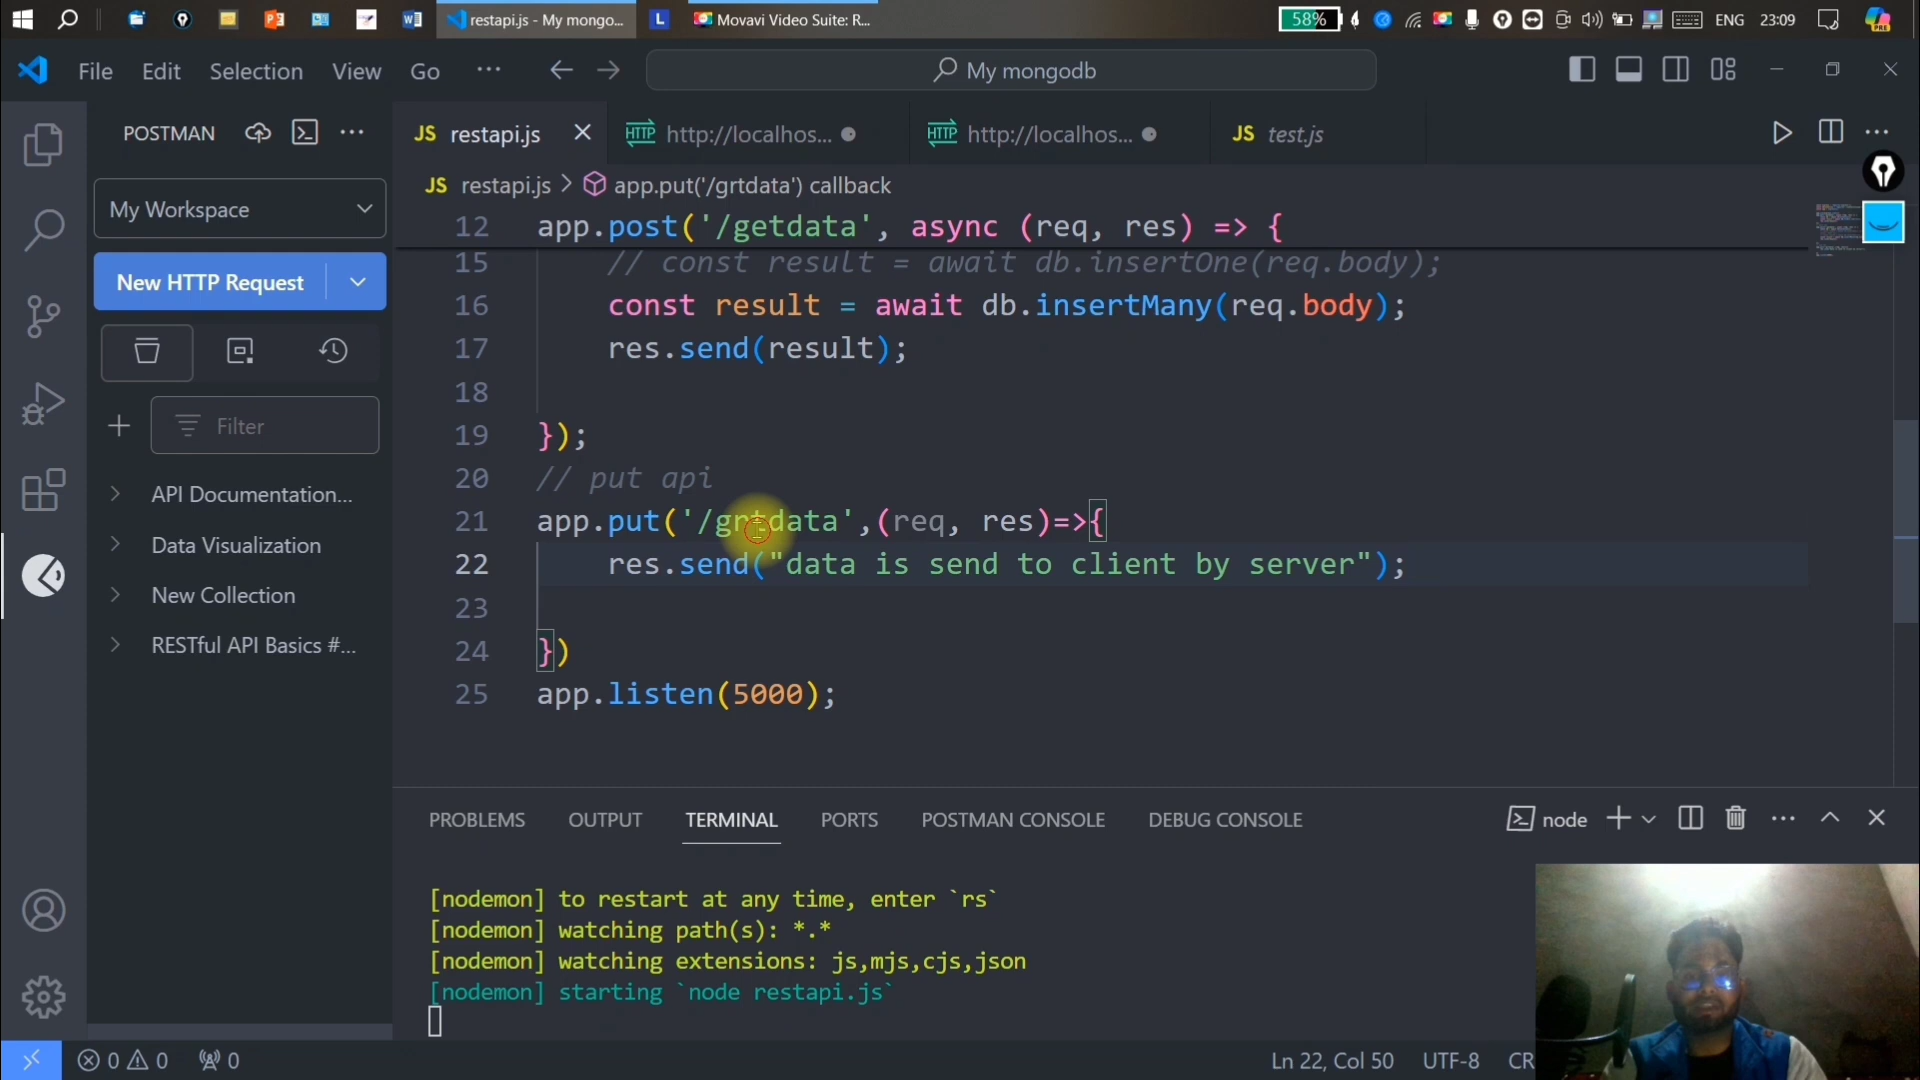 restapi.js - My mongo...
L
Movavi Video Suite: R...
58%
ENG
23:09
PRE
File
Edit
Selection
View
Go
My mongodb
POSTMAN
JS restapi.js
HTTP http://localhos...
HTTP http://localhos...
JS test.js
JS restapi.js > app.put('/grtdata') callback
My Workspace
New HTTP Request
Filter
API Documentation...
Data Visualization
New Collection
RESTful API Basics #...
12 app.post('/getdata', async (req, res) => {
15 // const result = await db.insertOne(req.body);
16 const result = await db.insertMany(req.body);
17 res.send(result);
18
19 });
20 // put api
21 app.put('/grtdata',(req, res)=>{
22 res.send("data is send to client by server");
23
24 })
25 app.listen(5000);
PROBLEMS
OUTPUT
TERMINAL
PORTS
POSTMAN CONSOLE
DEBUG CONSOLE
node
[nodemon] to restart at any time, enter `rs`
[nodemon] watching path(s): *.*
[nodemon] watching extensions: js,mjs,cjs,json
[nodemon] starting `node restapi.js`
0
0
0
Ln 22, Col 50
UTF-8
CR